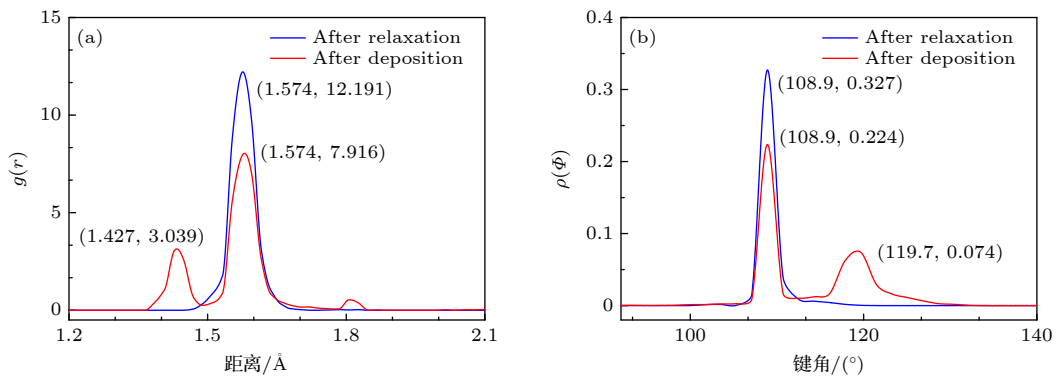 (a)
After relaxation
After deposition
(1.574, 12.191)
(1.574, 7.916)
(1.427, 3.039)
g(r)
15
10
5
0
1.2 1.5 1.8 2.1
距离/Å
(b)
After relaxation
After deposition
(108.9, 0.327)
(108.9, 0.224)
(119.7, 0.074)
ρ(Φ)
0.4
0.3
0.2
0.1
0
100 120 140
键角/(°)